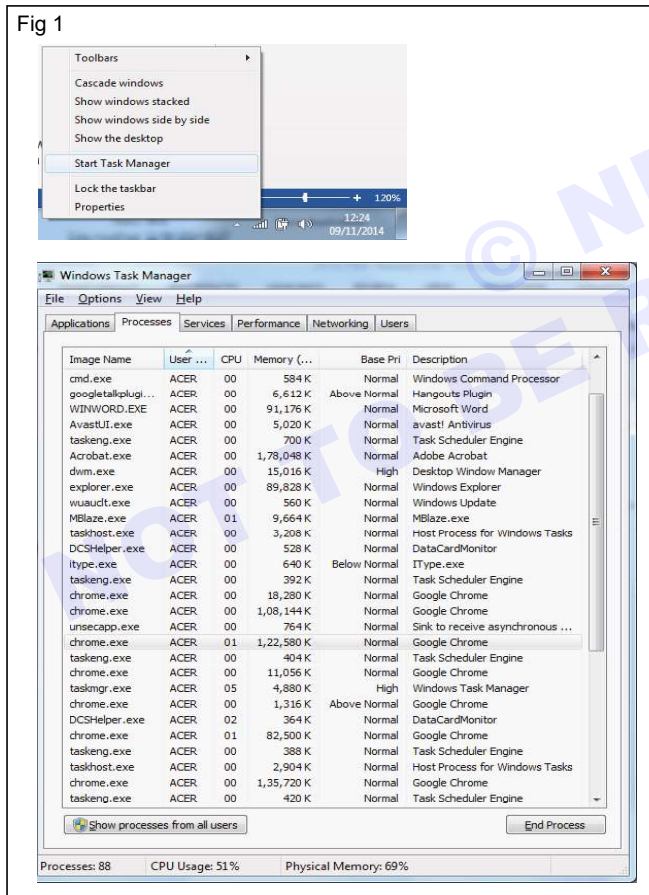 Fig 1
Toolbars
Cascade windows
Show windows stacked
Show windows side by side
Show the desktop
Start Task Manager
Lock the taskbar
Properties
120%
12:24
09/11/2014
Windows Task Manager
File Options View Help
Applications Processes Services Performance Networking Users
Image Name User ... CPU Memory (... Base Pri Description
cmd.exe ACER 00 584 K Normal Windows Command Processor
googletalkplugi... ACER 00 6,612 K Above Normal Hangouts Plugin
WINWORD.EXE ACER 00 91,176 K Normal Microsoft Word
AvastUI.exe ACER 00 5,020 K Normal avast! Antivirus
taskeng.exe ACER 00 700 K Normal Task Scheduler Engine
Acrobat.exe ACER 00 1,78,048 K Normal Adobe Acrobat
dwm.exe ACER 00 15,016 K High Desktop Window Manager
explorer.exe ACER 00 89,828 K Normal Windows Explorer
wuauclt.exe ACER 00 560 K Normal Windows Update
MBlaze.exe ACER 01 9,664 K Normal MBlaze.exe
taskhost.exe ACER 00 3,208 K Normal Host Process for Windows Tasks
DCSHelper.exe ACER 00 528 K Normal DataCardMonitor
itype.exe ACER 00 640 K Below Normal IType.exe
taskeng.exe ACER 00 392 K Normal Task Scheduler Engine
chrome.exe ACER 00 18,280 K Normal Google Chrome
chrome.exe ACER 00 1,08,144 K Normal Google Chrome
unsecapp.exe ACER 00 764 K Normal Sink to receive asynchronous ...
chrome.exe ACER 01 1,22,580 K Normal Google Chrome
taskeng.exe ACER 00 404 K Normal Task Scheduler Engine
chrome.exe ACER 00 11,056 K Normal Google Chrome
taskmgr.exe ACER 05 4,880 K High Windows Task Manager
chrome.exe ACER 00 1,316 K Above Normal Google Chrome
DCSHelper.exe ACER 02 364 K Normal DataCardMonitor
chrome.exe ACER 01 82,500 K Normal Google Chrome
taskeng.exe ACER 00 388 K Normal Task Scheduler Engine
taskhost.exe ACER 00 2,904 K Normal Host Process for Windows Tasks
chrome.exe ACER 00 1,35,720 K Normal Google Chrome
taskeng.exe ACER 00 420 K Normal Task Scheduler Engine
Show processes from all users End Process
Processes: 88 CPU Usage: 51% Physical Memory: 69%
NOT TO BE
©